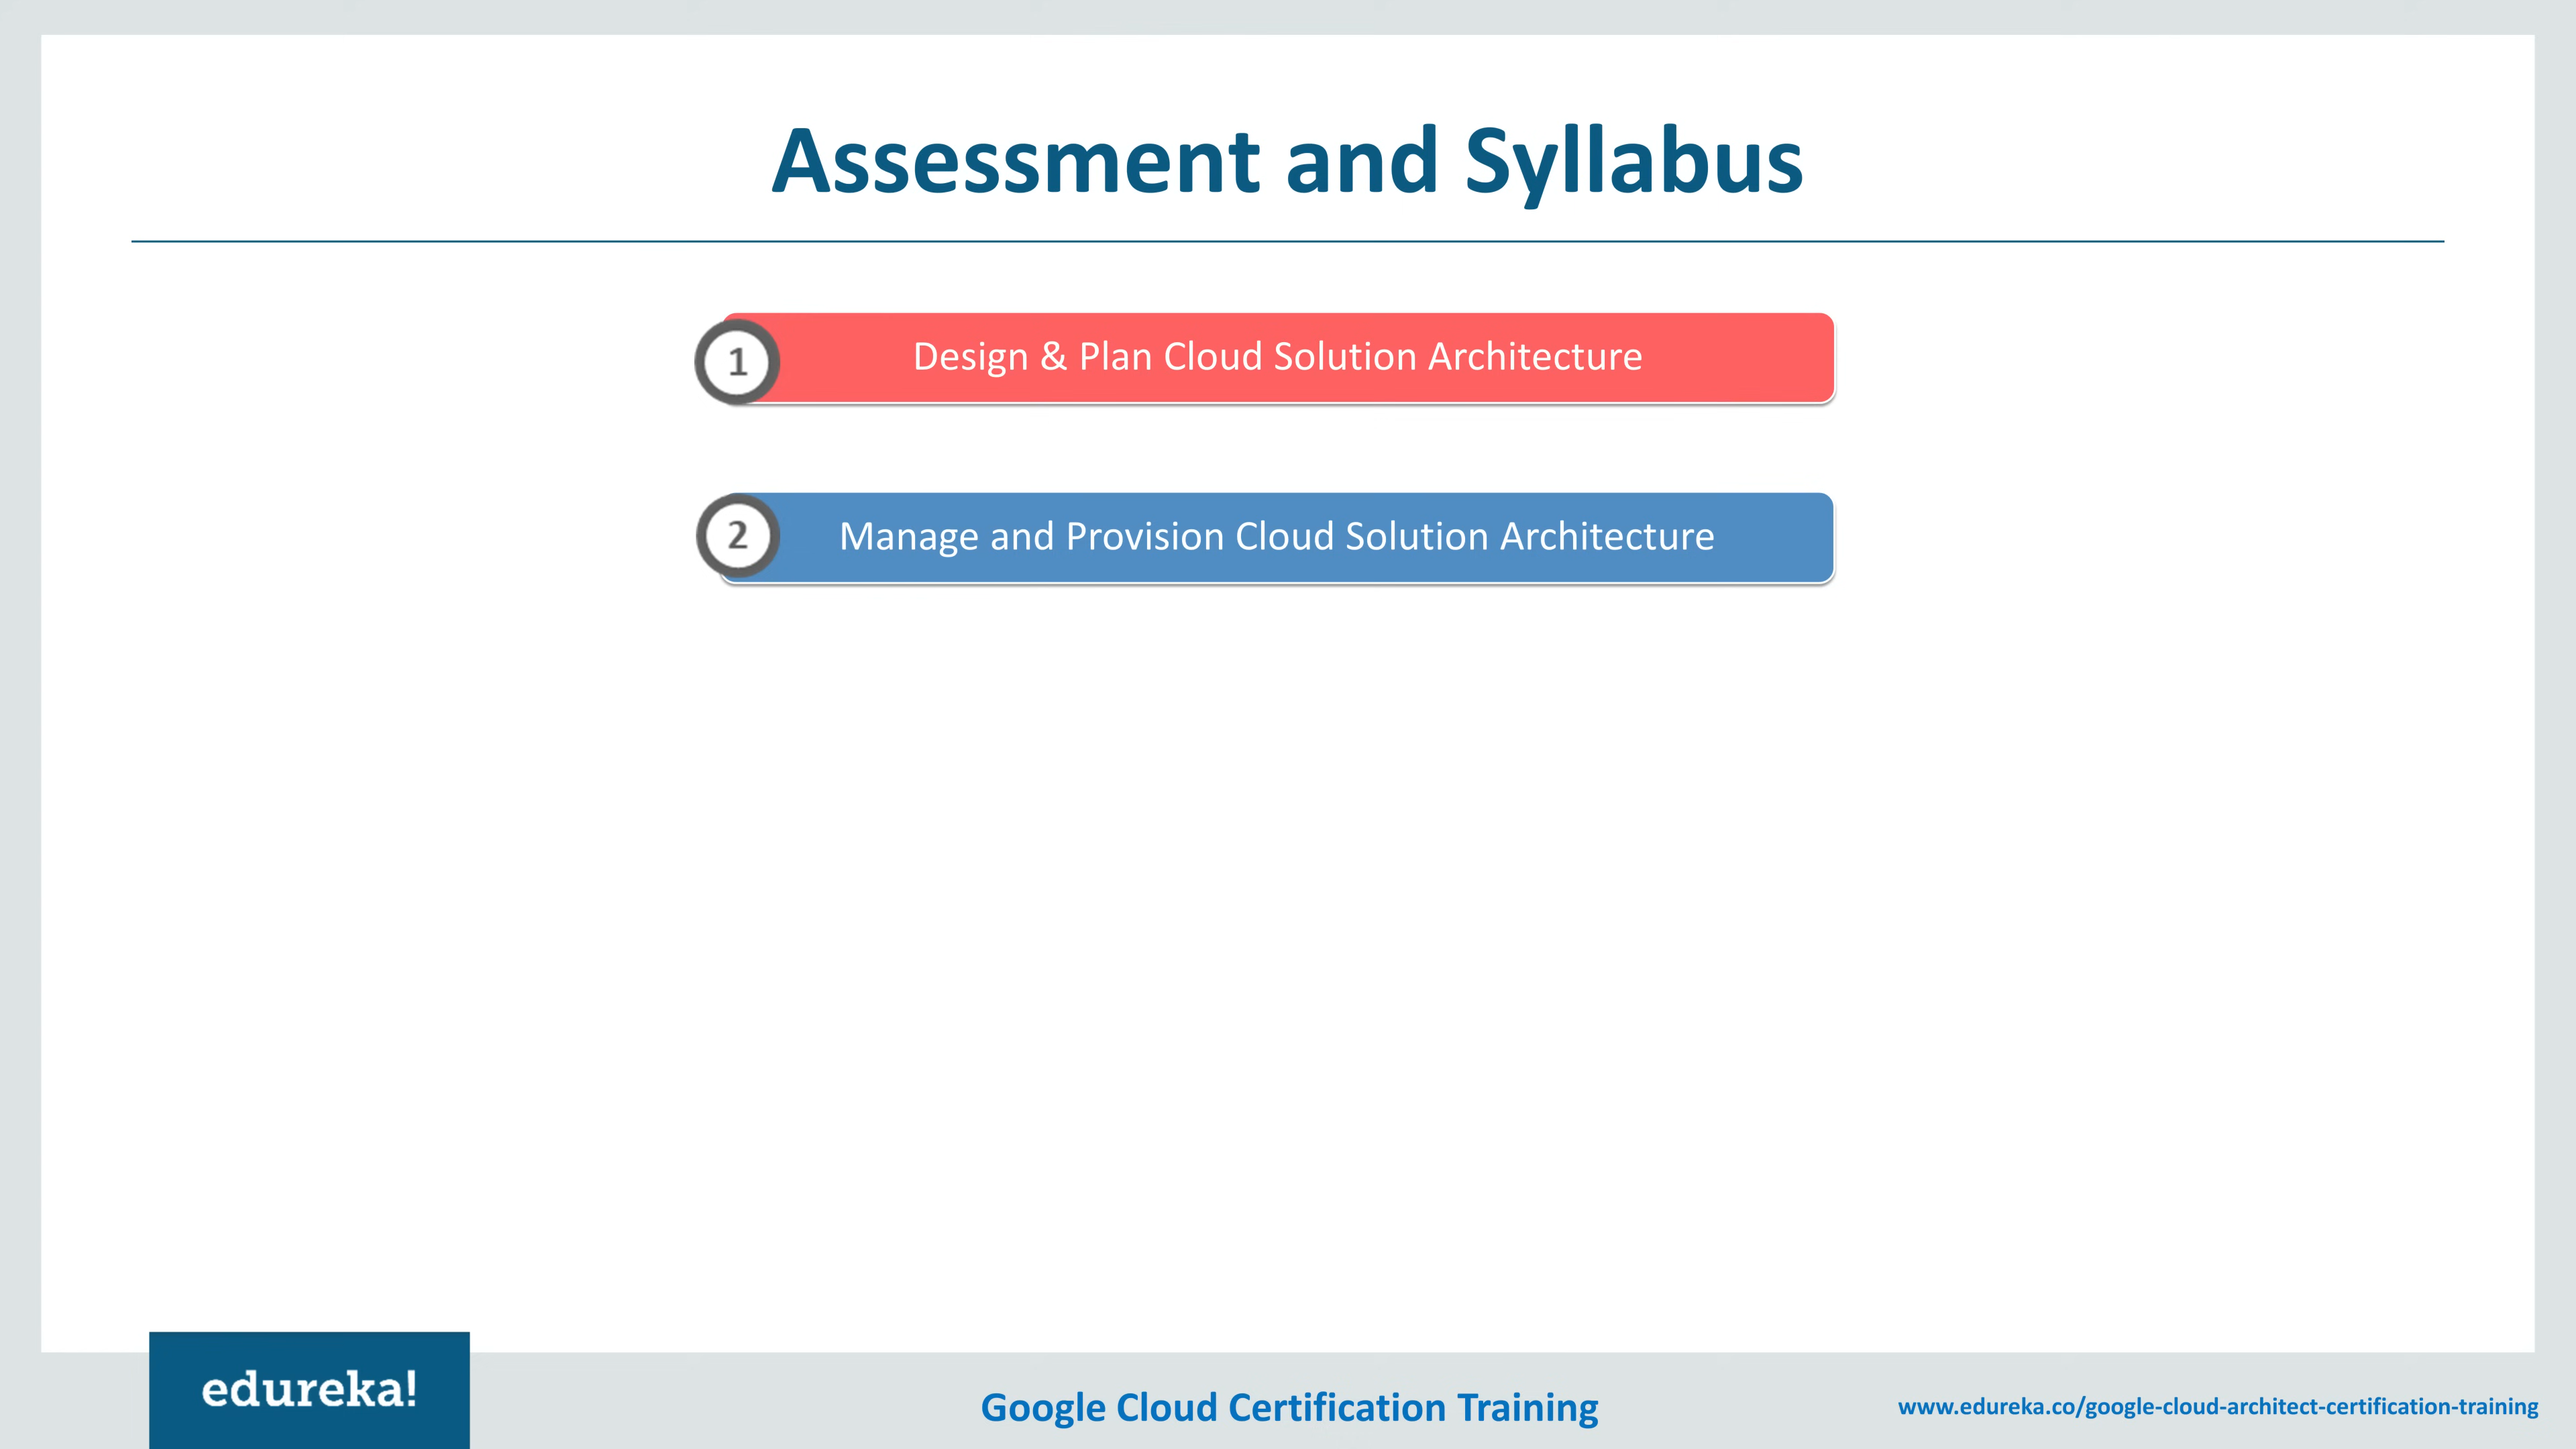 Assessment and Syllabus
1
Design & Plan Cloud Solution Architecture
2
Manage and Provision Cloud Solution Architecture
edureka!
Google Cloud Certification Training
www.edureka.co/google-cloud-architect-certification-training